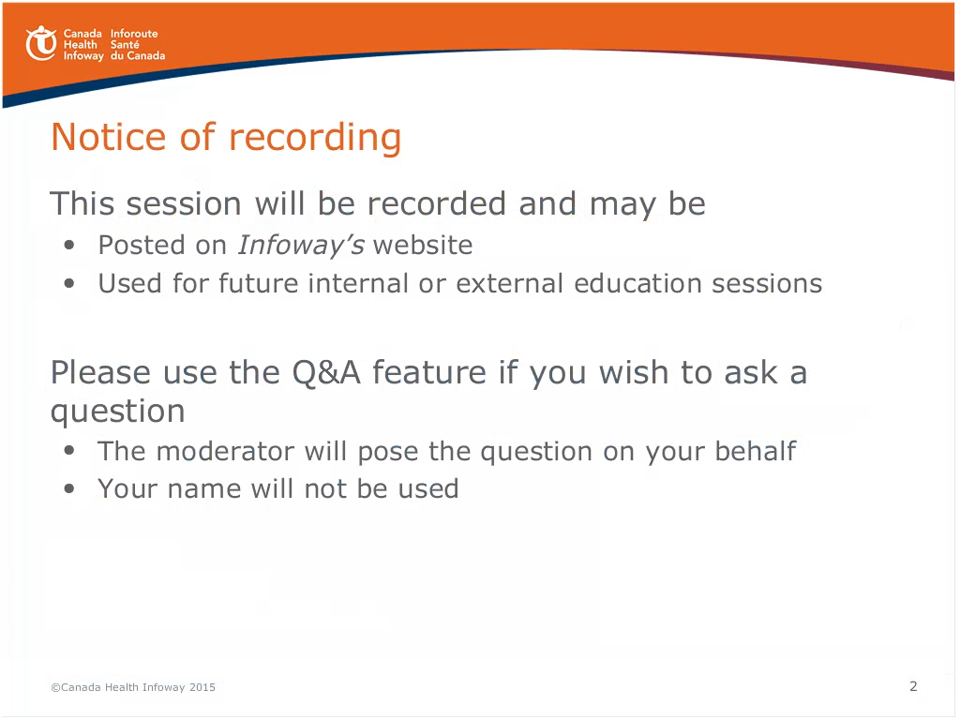 Canada Inforoute
Health Santé
Infoway du Canada
Notice of recording
This session will be recorded and may be
• Posted on Infoway’s website
• Used for future internal or external education sessions
Please use the Q&A feature if you wish to ask a
question
• The moderator will pose the question on your behalf
• Your name will not be used
©Canada Health Infoway 2015
2